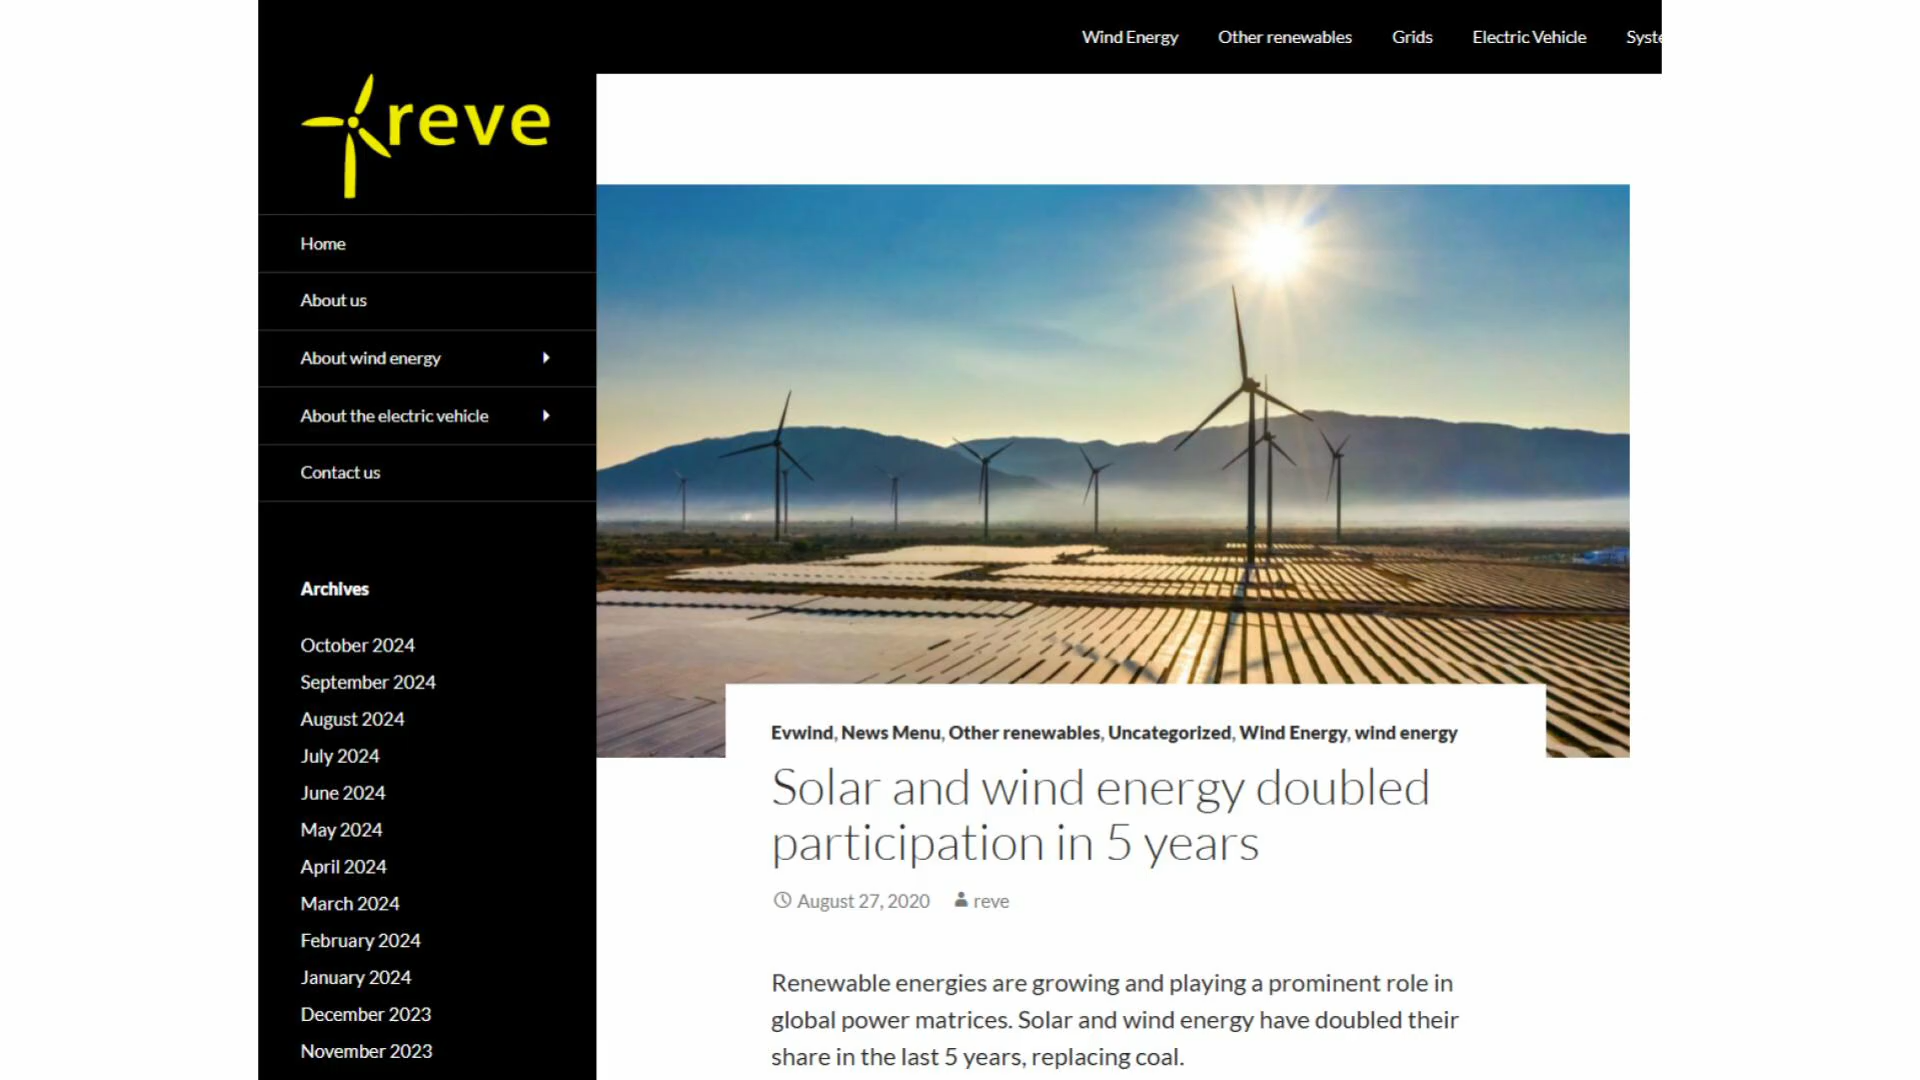 Wind Energy Other renewables Grids Electric Vehicle
reve
Home
About us
About wind energy
About the electric vehicle
Contact us
Archives
October 2024
September 2024
August 2024
July 2024
June 2024
May 2024
April 2024
March 2024
February 2024
January 2024
December 2023
November 2023
Evwind, News Menu, Other renewables, Uncategorized, Wind Energy, wind energy
Solar and wind energy doubled
participation in 5 years
August 27, 2020 reve
Renewable energies are growing and playing a prominent role in
global power matrices. Solar and wind energy have doubled their
share in the last 5 years, replacing coal.